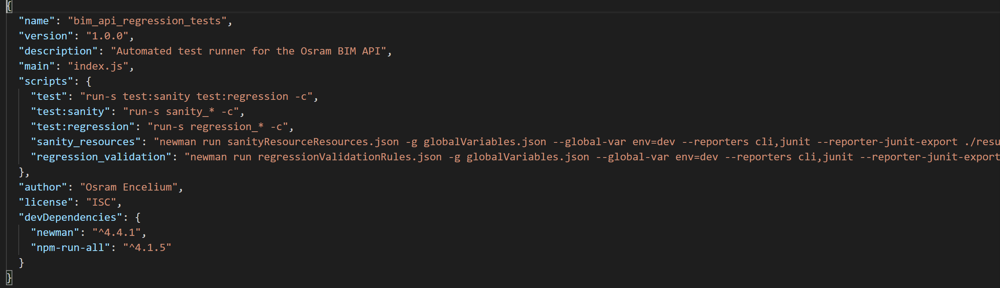 {
  "name": "bim_api_regression_tests",
  "version": "1.0.0",
  "description": "Automated test runner for the Osram BIM API",
  "main": "index.js",
  "scripts": {
    "test": "run-s test:sanity test:regression -c",
    "test:sanity": "run-s sanity_* -c",
    "test:regression": "run-s regression_* -c",
    "sanity_resources": "newman run sanityResourceResources.json -g globalVariables.json --global-var env=dev --reporters cli,junit --reporter-junit-export ./resu
    "regression_validation": "newman run regressionValidationRules.json -g globalVariables.json --global-var env=dev --reporters cli,junit --reporter-junit-export
  },
  "author": "Osram Encelium",
  "license": "ISC",
  "devDependencies": {
    "newman": "^4.4.1",
    "npm-run-all": "^4.1.5"
  }
}